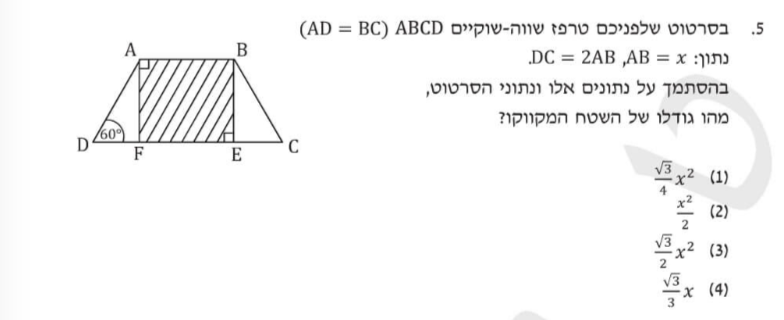 5. בסרטוט שלפניכם טרפז שווה-שוקיים ABCD (AD = BC)
נתון: AB = x, DC = 2AB.
בהסתמך על נתונים אלו ונתוני הסרטוט,
מהו גודלו של השטח המקווקו?
A B
60°
D F E C
(1) $\frac{\sqrt{3}}{4}x^2$
(2) $\frac{x^2}{2}$
(3) $\frac{\sqrt{3}}{2}x^2$
(4) $\frac{\sqrt{3}}{3}x$